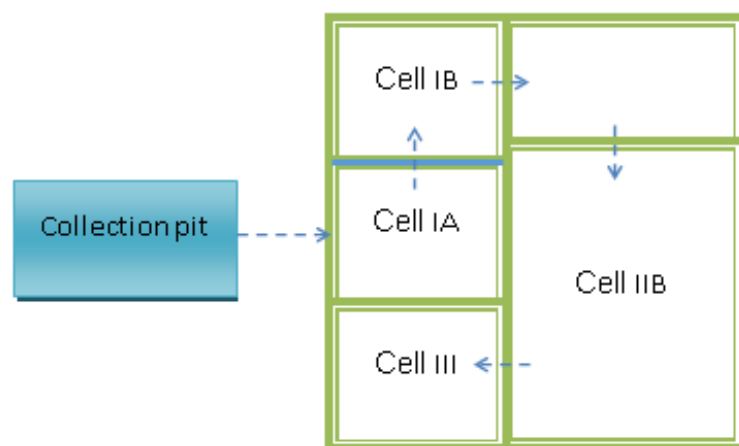 Cell IB
Collection pit
Cell IA
Cell IIB
Cell III